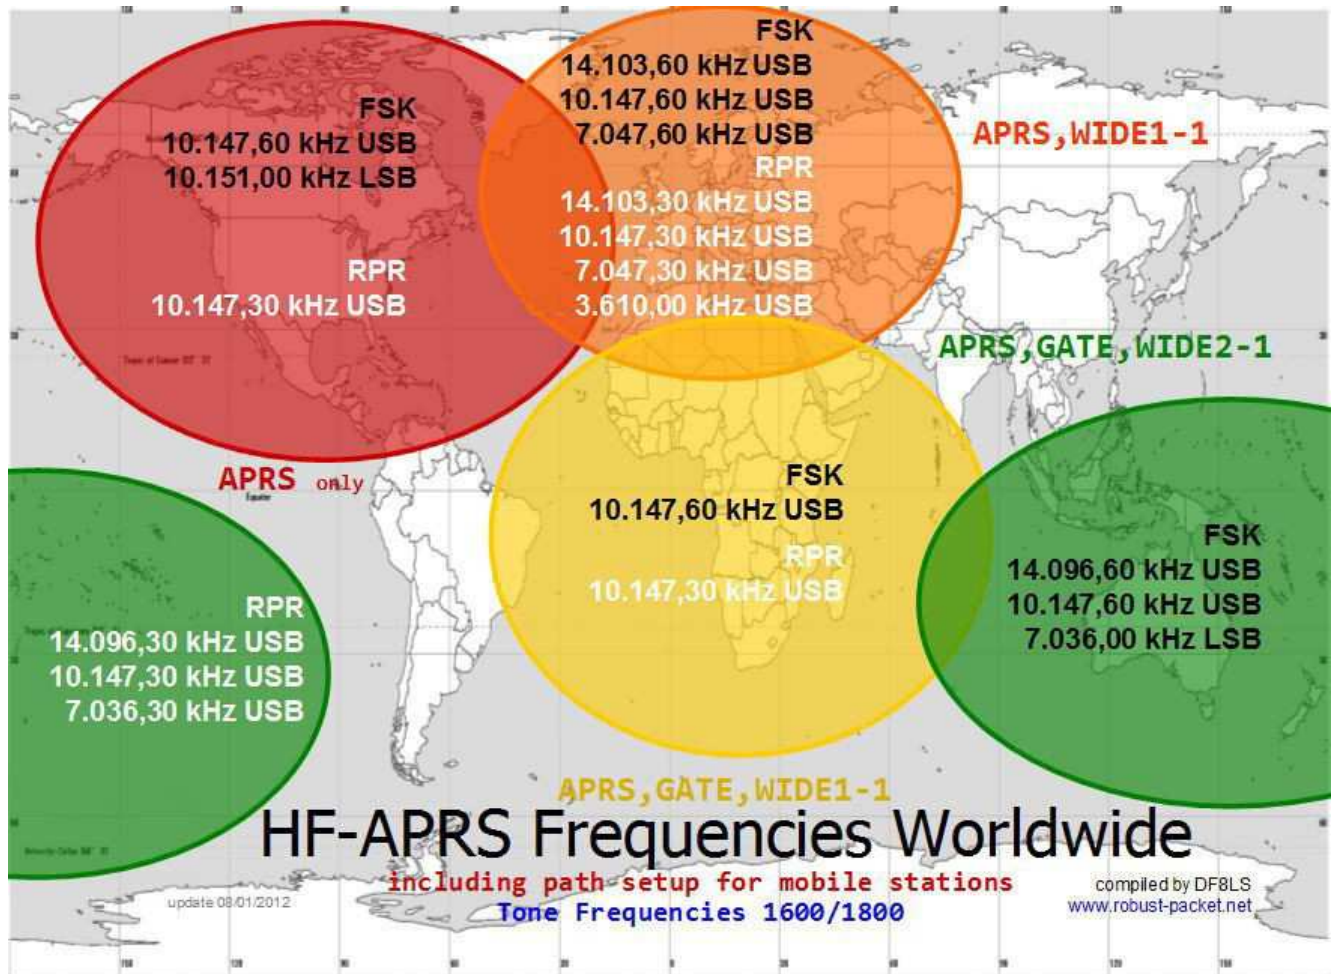 FSK
14.103,60 kHz USB
10.147,60 kHz USB
7.047,60 kHz USB
RPR
14.103,30 kHz USB
10.147,30 kHz USB
7.047,30 kHz USB
3.610,00 kHz USB
FSK
10.147,60 kHz USB
10.151,00 kHz LSB
RPR
10.147,30 kHz USB
APRS,WIDE1-1
APRS,GATE,WIDE2-1
APRS only
Equator
FSK
10.147,60 kHz USB
RPR
10.147,30 kHz USB
FSK
14.096,60 kHz USB
10.147,60 kHz USB
7.036,00 kHz LSB
RPR
14.096,30 kHz USB
10.147,30 kHz USB
7.036,30 kHz USB
APRS,GATE,WIDE1-1
HF-APRS Frequencies Worldwide
including path setup for mobile stations
Tone Frequencies 1600/1800
update 08/01/2012
compiled by DF8LS
www.robust-packet.net